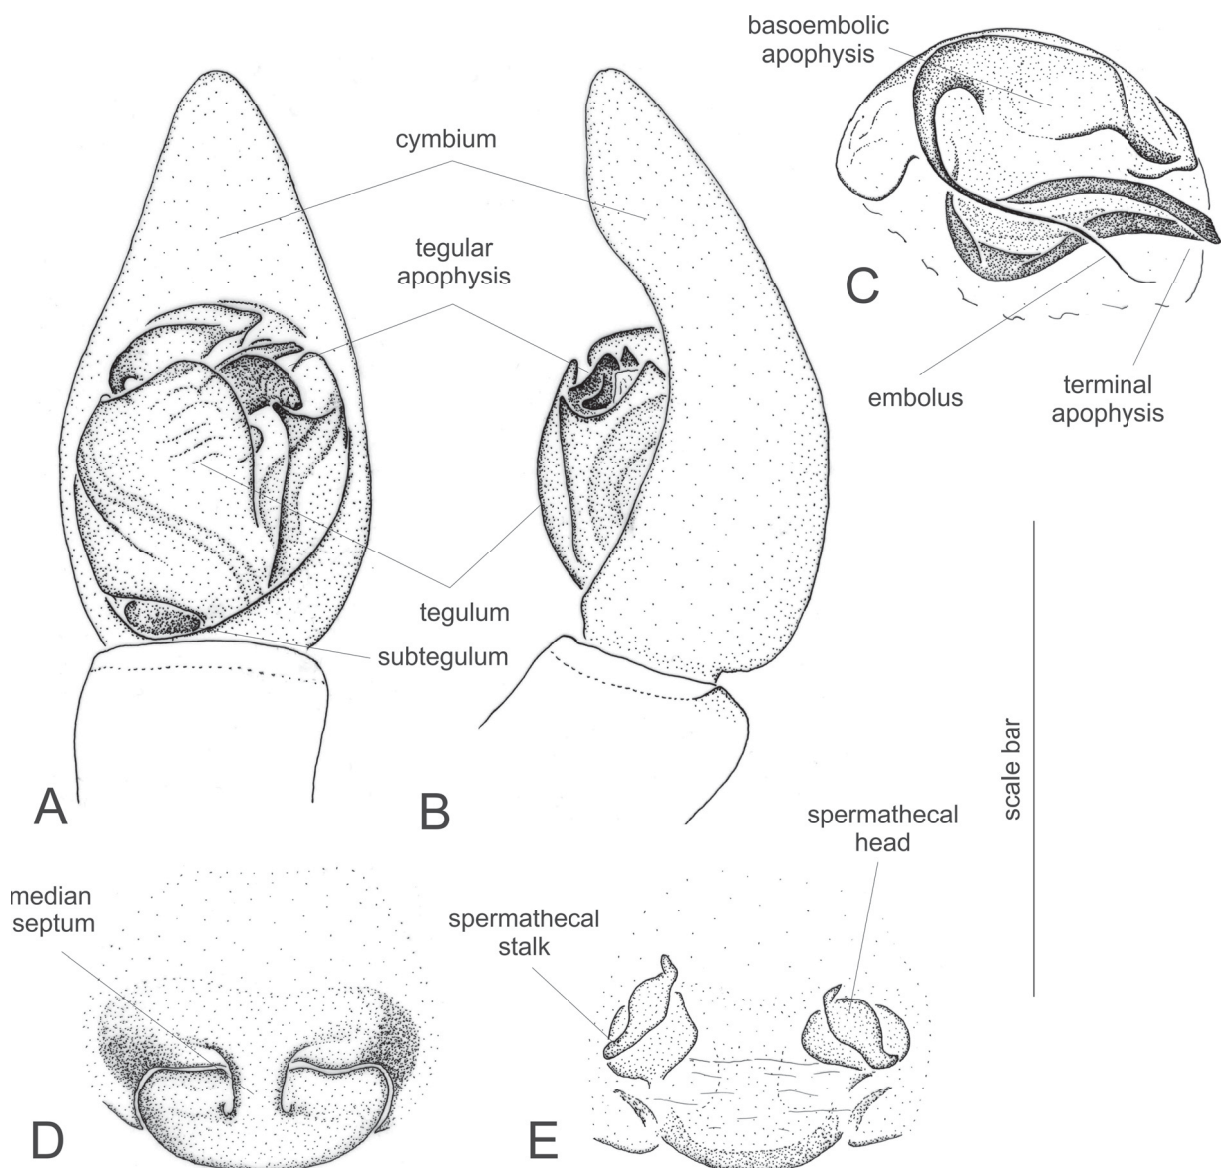 basoembolic
apophysis
cymbium
tegular
apophysis
C
embolus
terminal
apophysis
tegulum
subtegulum
scale bar
A
B
spermathecal
head
median
septum
spermathecal
stalk
D
E